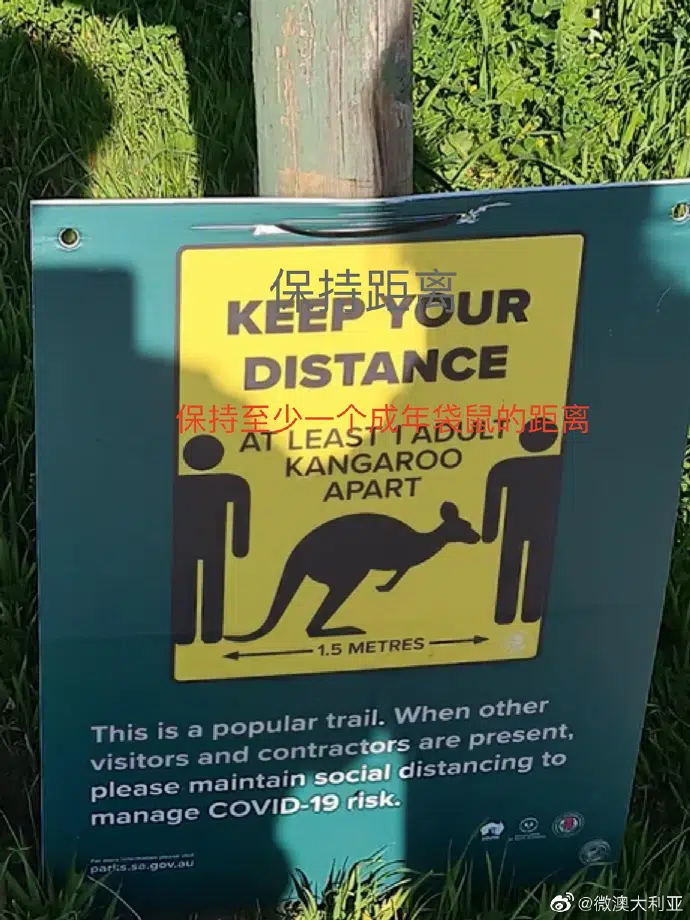 保持距离
KEEP YOUR
DISTANCE
保持至少一个成年袋鼠的距离
AT LEAST 1 ADULT
KANGAROO
APART
1.5 METRES
This is a popular trail. When other
visitors and contractors are present,
please maintain social distancing to
manage COVID-19 risk.
For more information please visit
parks.sa.gov.au
@微澳大利亚